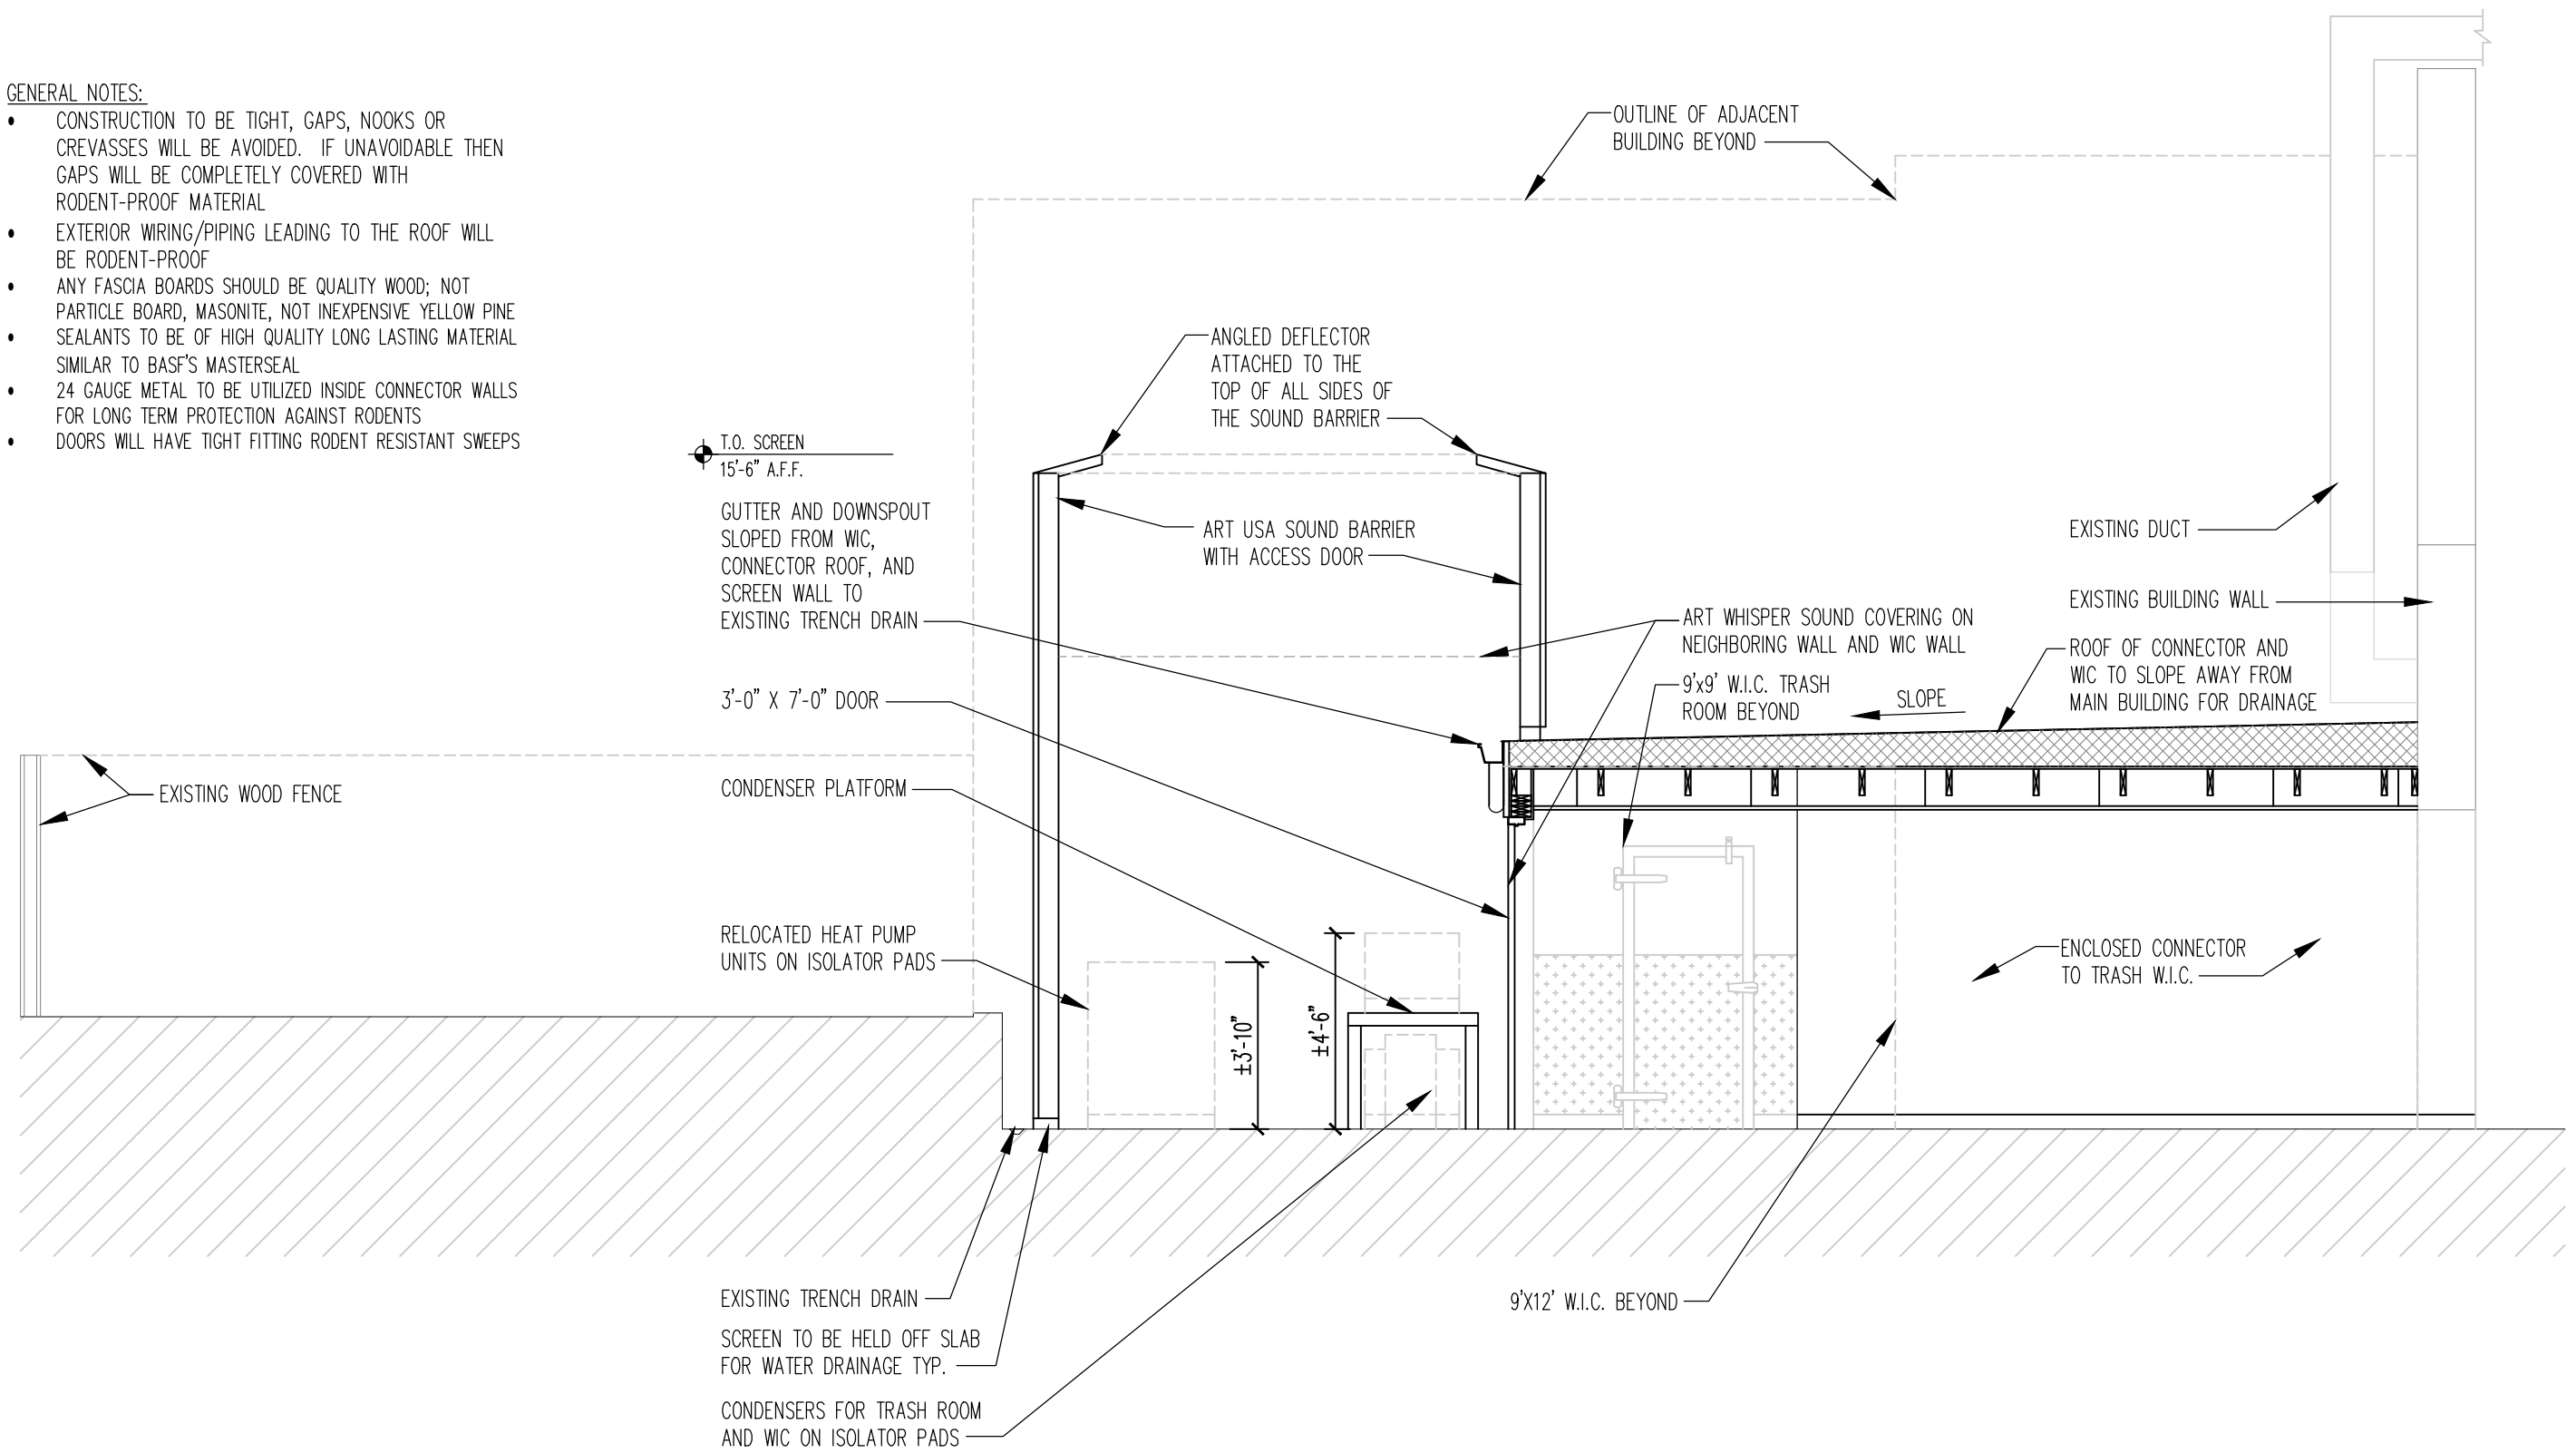 GENERAL NOTES:
• CONSTRUCTION TO BE TIGHT, GAPS, NOOKS OR
CREVASSES WILL BE AVOIDED. IF UNAVOIDABLE THEN
GAPS WILL BE COMPLETELY COVERED WITH
RODENT-PROOF MATERIAL
• EXTERIOR WIRING/PIPING LEADING TO THE ROOF WILL
BE RODENT-PROOF
• ANY FASCIA BOARDS SHOULD BE QUALITY WOOD; NOT
PARTICLE BOARD, MASONITE, NOT INEXPENSIVE YELLOW PINE
• SEALANTS TO BE OF HIGH QUALITY LONG LASTING MATERIAL
SIMILAR TO BASF'S MASTERSEAL
• 24 GAUGE METAL TO BE UTILIZED INSIDE CONNECTOR WALLS
FOR LONG TERM PROTECTION AGAINST RODENTS
• DOORS WILL HAVE TIGHT FITTING RODENT RESISTANT SWEEPS
OUTLINE OF ADJACENT
BUILDING BEYOND
ANGLED DEFLECTOR
ATTACHED TO THE
TOP OF ALL SIDES OF
THE SOUND BARRIER
T.O. SCREEN
15'-6" A.F.F.
GUTTER AND DOWNSPOUT
SLOPED FROM WIC,
CONNECTOR ROOF, AND
SCREEN WALL TO
EXISTING TRENCH DRAIN
ART USA SOUND BARRIER
WITH ACCESS DOOR
EXISTING DUCT
EXISTING BUILDING WALL
ART WHISPER SOUND COVERING ON
NEIGHBORING WALL AND WIC WALL
ROOF OF CONNECTOR AND
WIC TO SLOPE AWAY FROM
MAIN BUILDING FOR DRAINAGE
9'x9' W.I.C. TRASH
ROOM BEYOND
SLOPE
3'-0" X 7'-0" DOOR
CONDENSER PLATFORM
EXISTING WOOD FENCE
RELOCATED HEAT PUMP
UNITS ON ISOLATOR PADS
±3'-10"
±4'-6"
ENCLOSED CONNECTOR
TO TRASH W.I.C.
EXISTING TRENCH DRAIN
9'X12' W.I.C. BEYOND
SCREEN TO BE HELD OFF SLAB
FOR WATER DRAINAGE TYP.
CONDENSERS FOR TRASH ROOM
AND WIC ON ISOLATOR PADS